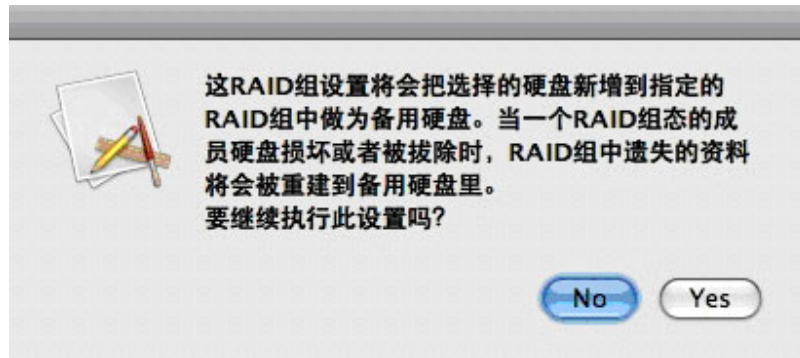 这RAID组设置将会把选择的硬盘新增到指定的
RAID组中做为备用硬盘。当一个RAID组态的成
员硬盘损坏或者被拔除时，RAID组中遗失的资料
将会被重建到备用硬盘里。
要继续执行此设置吗?
No Yes